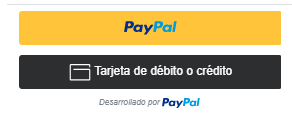 PayPal
Tarjeta de débito o crédito
Desarrollado por PayPal